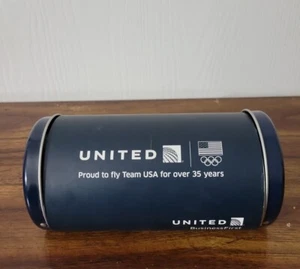 UNITED
Proud to fly Team USA for over 35 years
UNITED
BusinessFirst